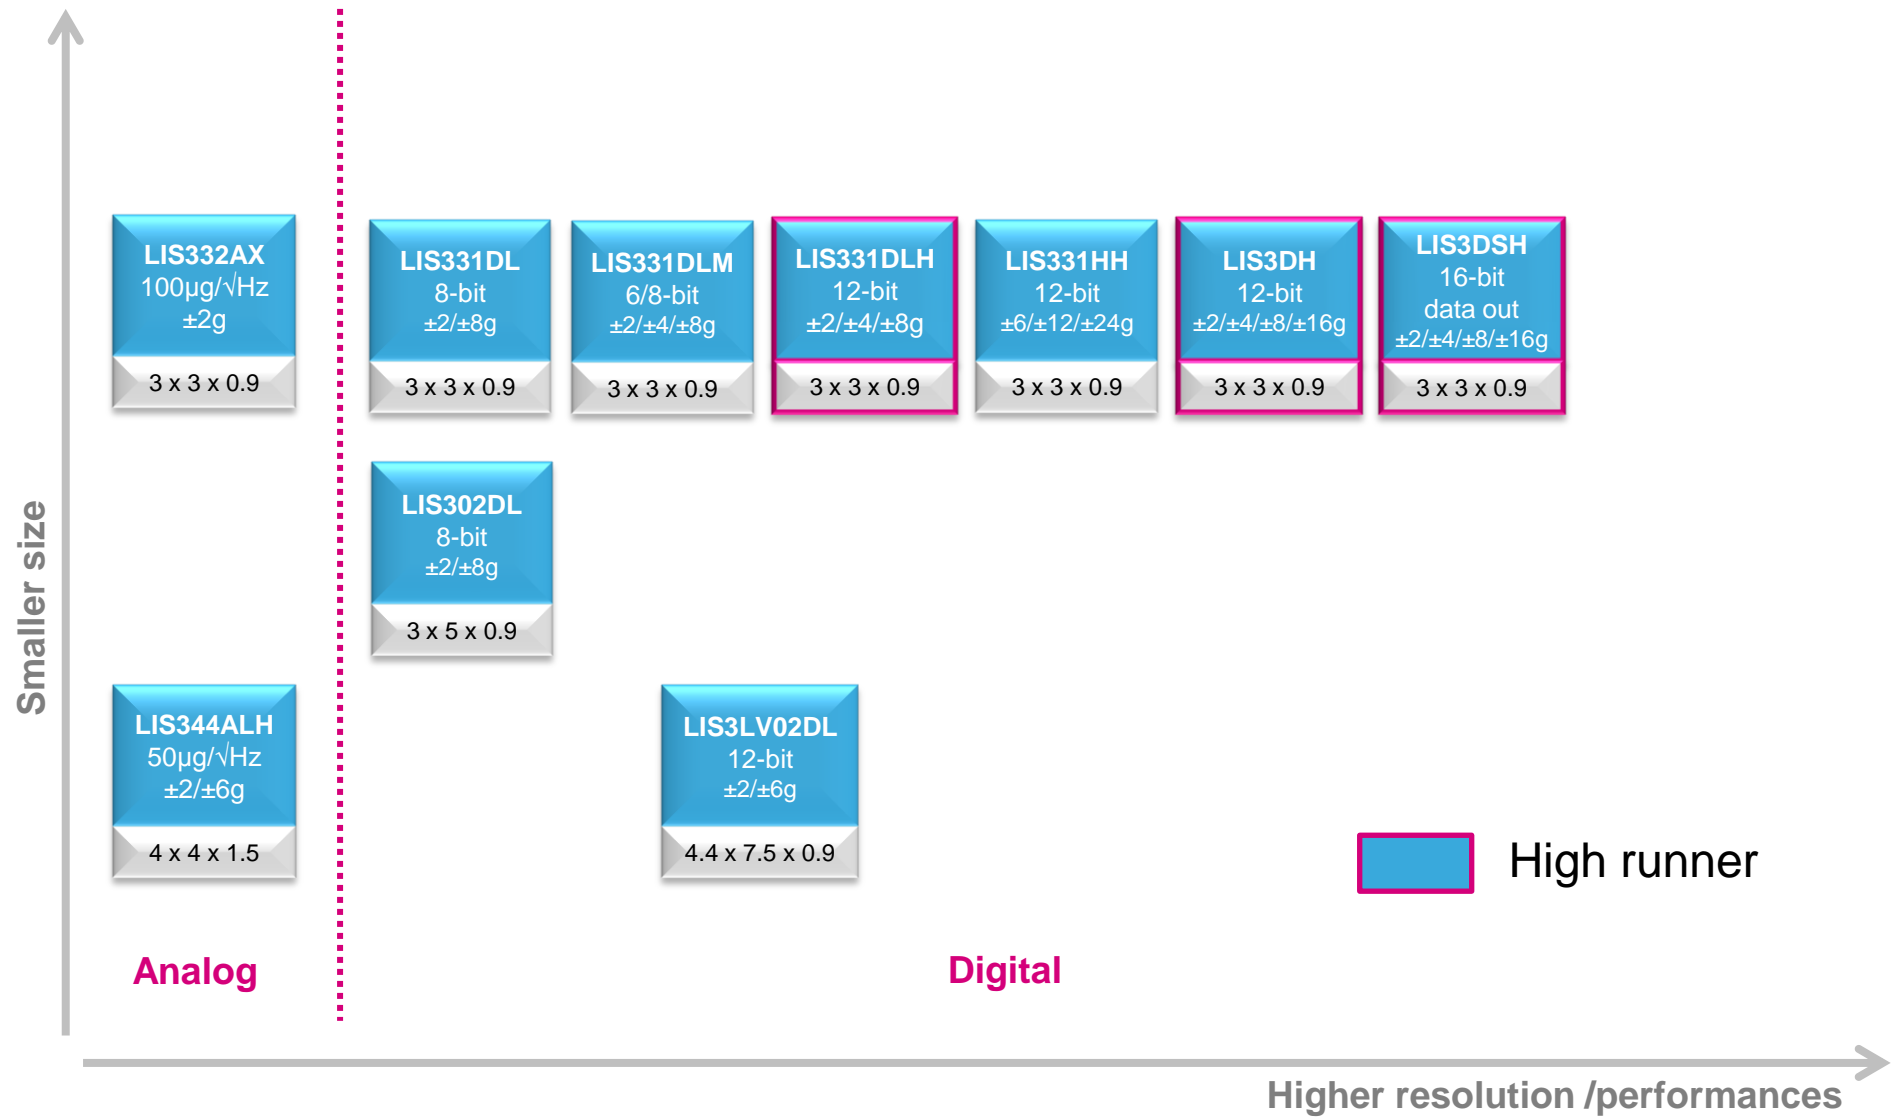 Smaller size
LIS332AX
100µg/√Hz
±2g
3 x 3 x 0.9
LIS331DL
8-bit
±2/±8g
3 x 3 x 0.9
LIS331DLM
6/8-bit
±2/±4/±8g
3 x 3 x 0.9
LIS331DLH
12-bit
±2/±4/±8g
3 x 3 x 0.9
LIS331HH
12-bit
±6/±12/±24g
3 x 3 x 0.9
LIS3DH
12-bit
±2/±4/±8/±16g
3 x 3 x 0.9
LIS3DSH
16-bit
data out
±2/±4/±8/±16g
3 x 3 x 0.9
LIS302DL
8-bit
±2/±8g
3 x 5 x 0.9
LIS344ALH
50µg/√Hz
±2/±6g
4 x 4 x 1.5
LIS3LV02DL
12-bit
±2/±6g
4.4 x 7.5 x 0.9
High runner
Analog
Digital
Higher resolution /performances